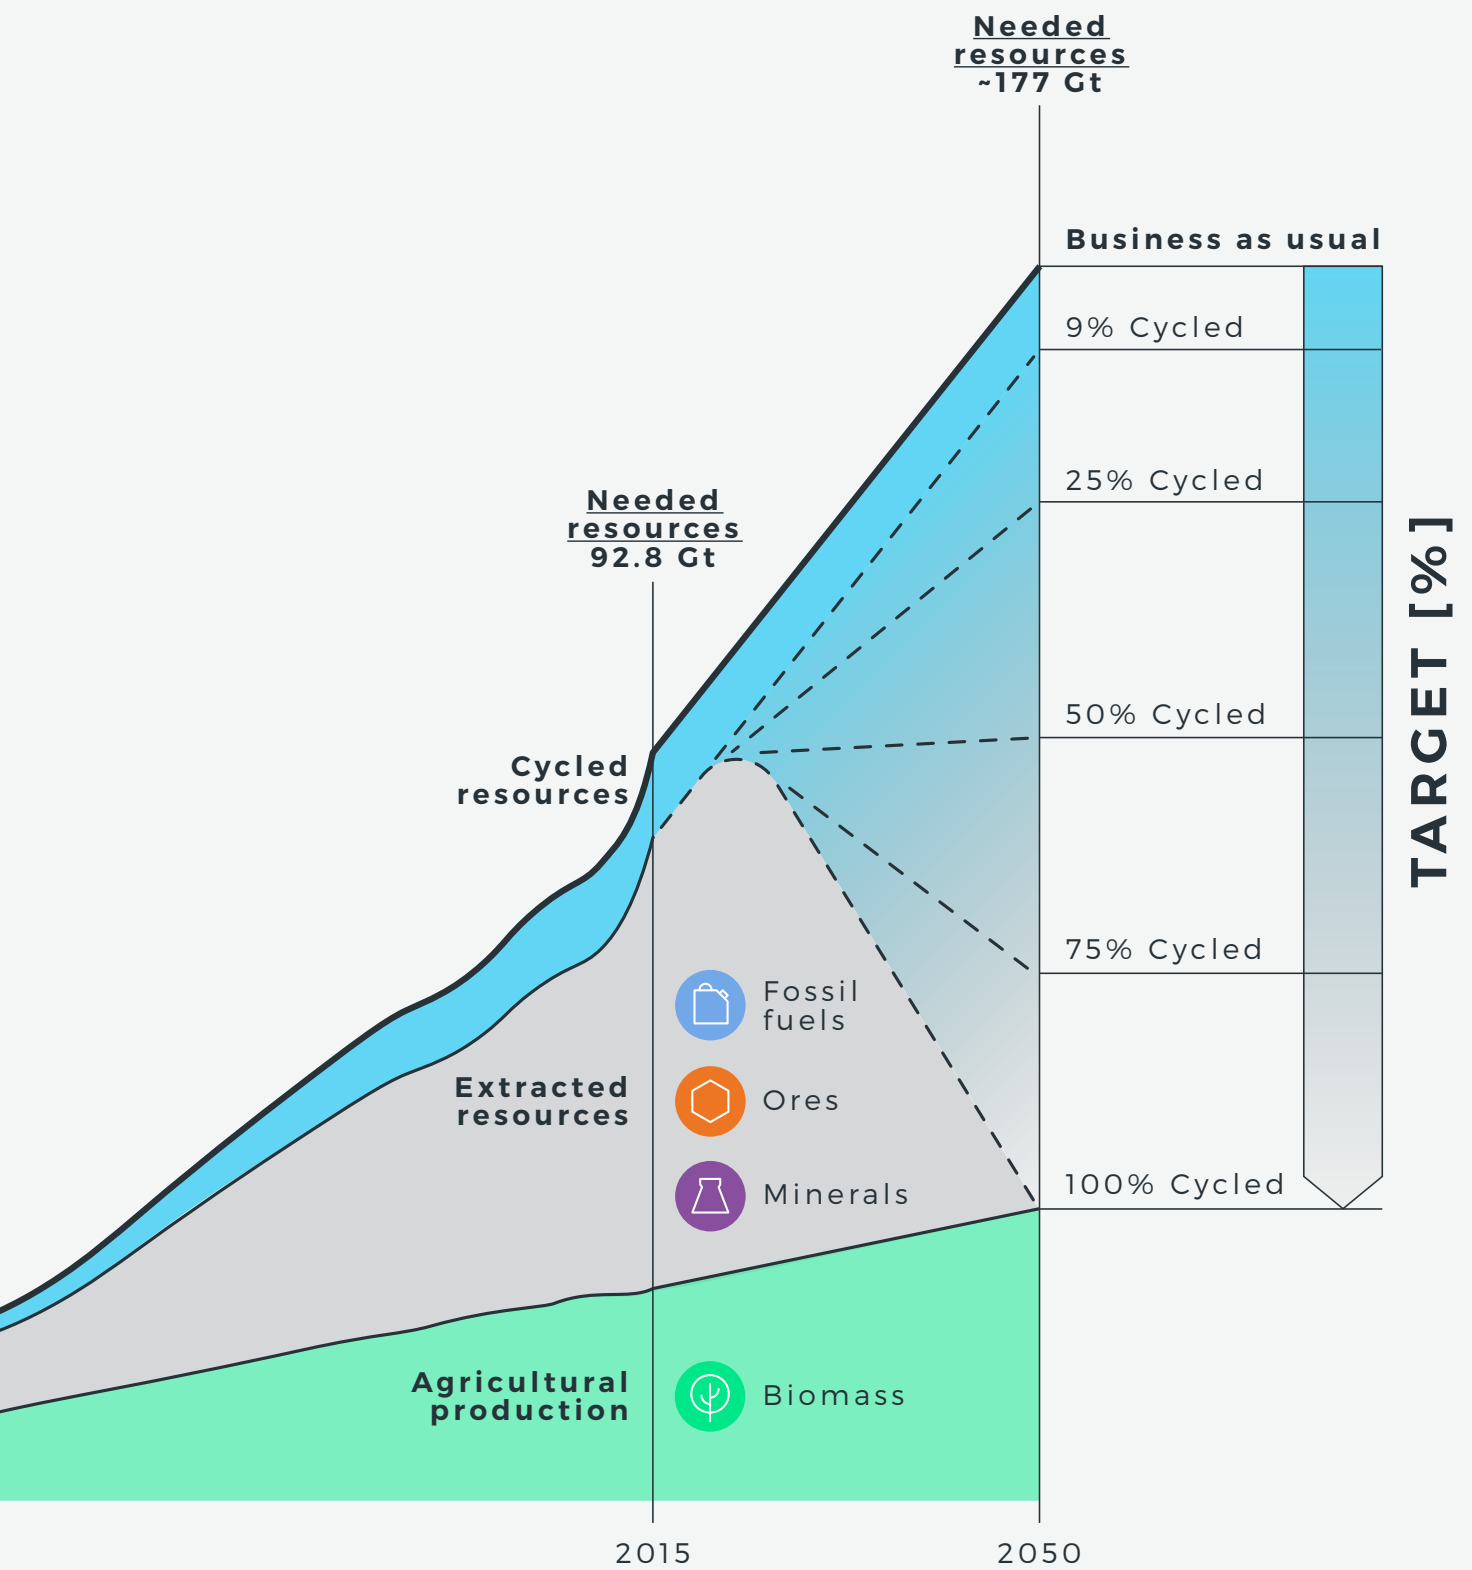 Needed
resources
~177 Gt
Business as usual
9% Cycled
25% Cycled
Needed
resources
92.8 Gt
50% Cycled
Cycled
resources
75% Cycled
TARGET [%]
Fossil
fuels
Extracted
resources
Ores
100% Cycled
Minerals
Agricultural
production
Biomass
2015
2050